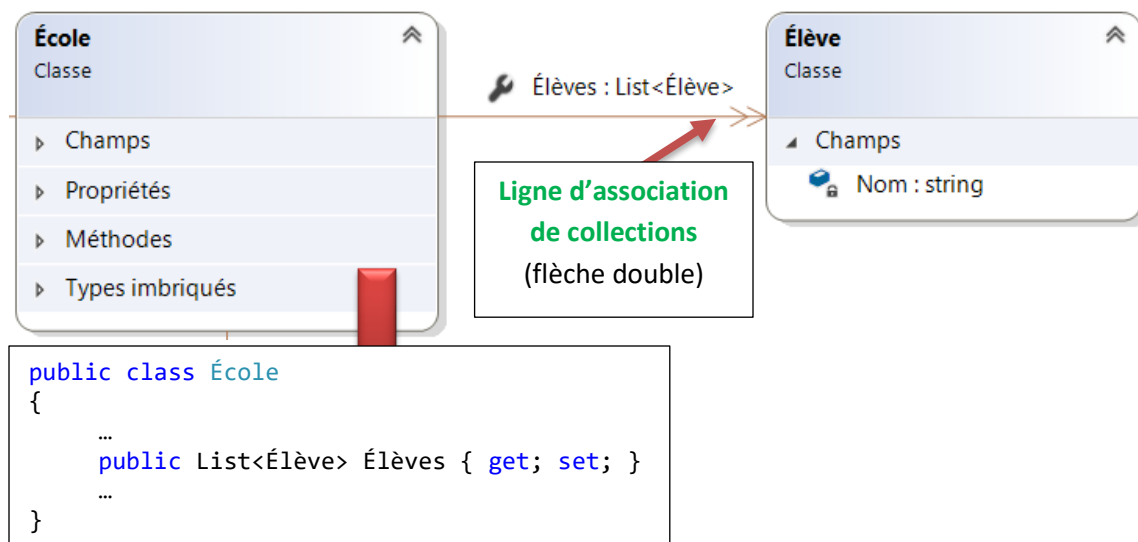 École
Classe
Champs
Propriétés
Méthodes
Types imbriqués
Élèves : List<Élève>
Élève
Classe
Champs
Nom : string
Ligne d’association
de collections
(flèche double)
public class École
{
…
public List<Élève> Élèves { get; set; }
…
}